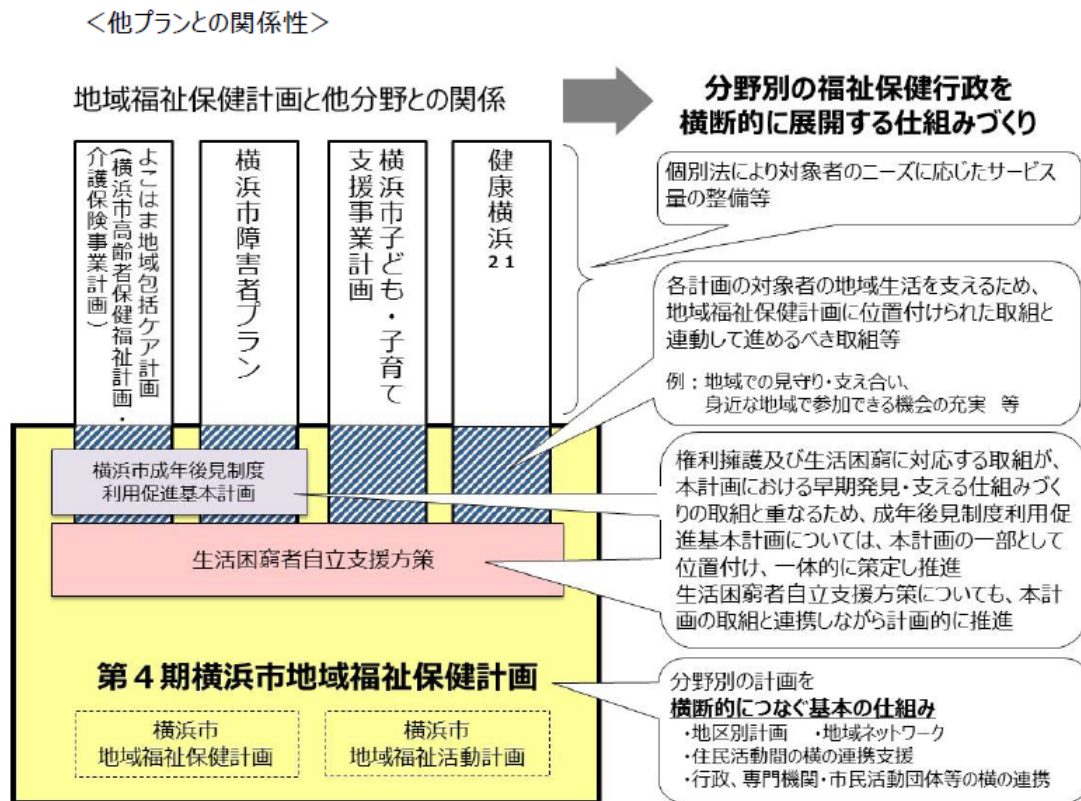 <他プランとの関係性>
地域福祉保健計画と他分野との関係
分野別の福祉保健行政を
横断的に展開する仕組みづくり
よこはま地域包括ケア計画
(横浜市高齢者保健福祉計画・
介護保険事業計画)
横浜市障害者プラン
横浜市子ども・子育て
支援事業計画
健康横浜21
個別法により対象者のニーズに応じたサービス
量の整備等
各計画の対象者の地域生活を支えるため、
地域福祉保健計画に位置付けられた取組と
連動して進めるべき取組等
例：地域での見守り・支え合い、
身近な地域で参加できる機会の充実 等
横浜市成年後見制度
利用促進基本計画
権利擁護及び生活困窮に対応する取組が、
本計画における早期発見・支える仕組みづく
りの取組と重なるため、成年後見制度利用促
進基本計画については、本計画の一部として
位置付け、一体的に策定し推進
生活困窮者自立支援方策についても、本計
画の取組と連携しながら計画的に推進
生活困窮者自立支援方策
第４期横浜市地域福祉保健計画
横浜市
地域福祉保健計画
横浜市
地域福祉活動計画
分野別の計画を
横断的につなぐ基本の仕組み
・地区別計画 ・地域ネットワーク
・住民活動間の横の連携支援
・行政、専門機関・市民活動団体等の横の連携